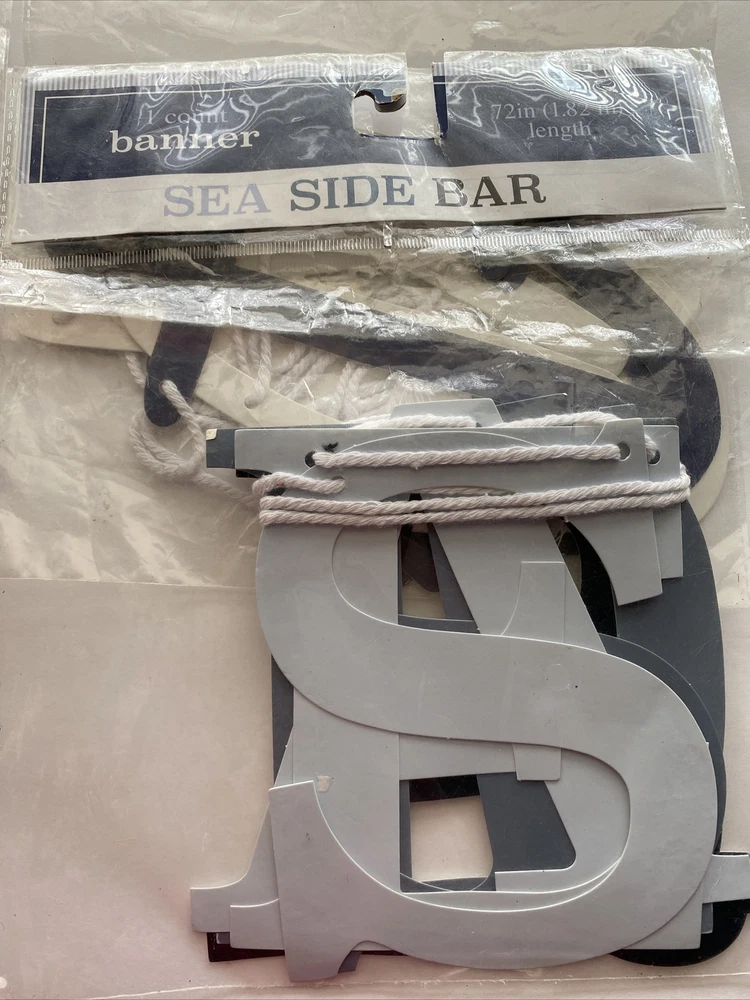 1 count
banner
72in (1.82 m)
length
SEA SIDE BAR
S